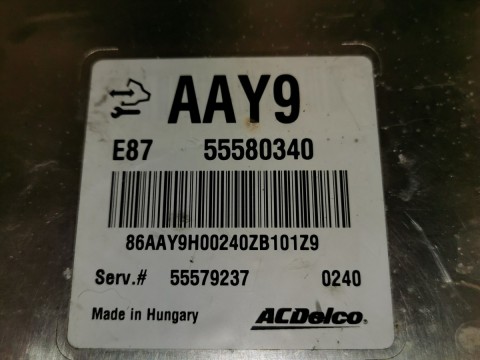 AAY9
E87 55580340
86AAY9H00240ZB101Z9
Serv.# 55579237 0240
Made in Hungary ACDelco®